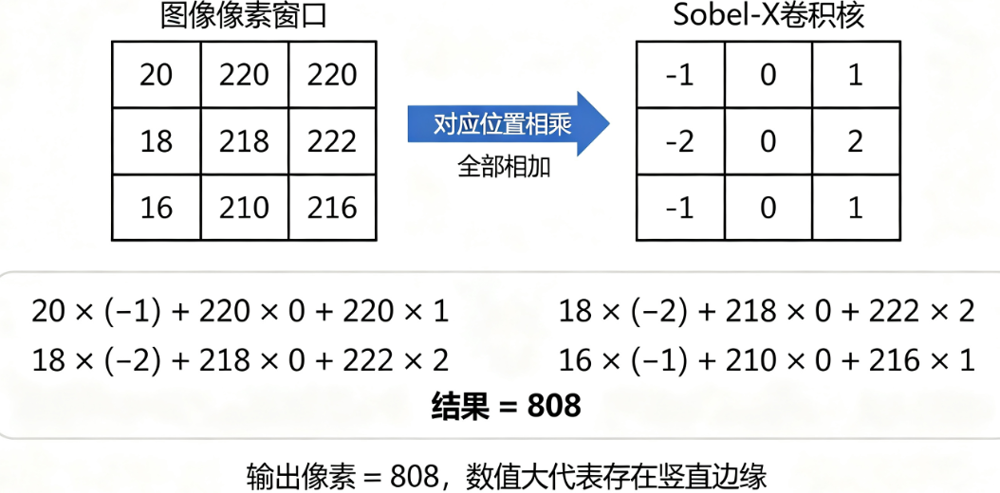 图像像素窗口
20 220 220
18 218 222
16 210 216
对应位置相乘
全部相加
Sobel-X卷积核
-1 0 1
-2 0 2
-1 0 1
20 × (−1) + 220 × 0 + 220 × 1
18 × (−2) + 218 × 0 + 222 × 2
18 × (−2) + 218 × 0 + 222 × 2
16 × (−1) + 210 × 0 + 216 × 1
结果 = 808
输出像素 = 808，数值大代表存在竖直边缘